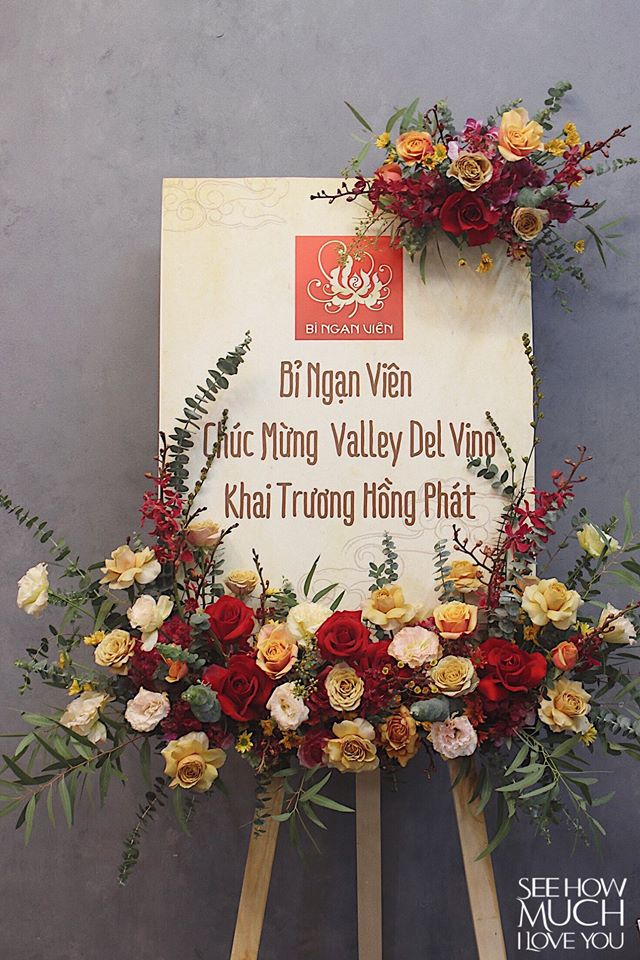 BỈ NGẠN VIÊN
Bỉ Ngạn Viên
Chúc Mừng Valley Del Vino
Khai Trương Hồng Phát
SEE HOW
MUCH
I LOVE YOU